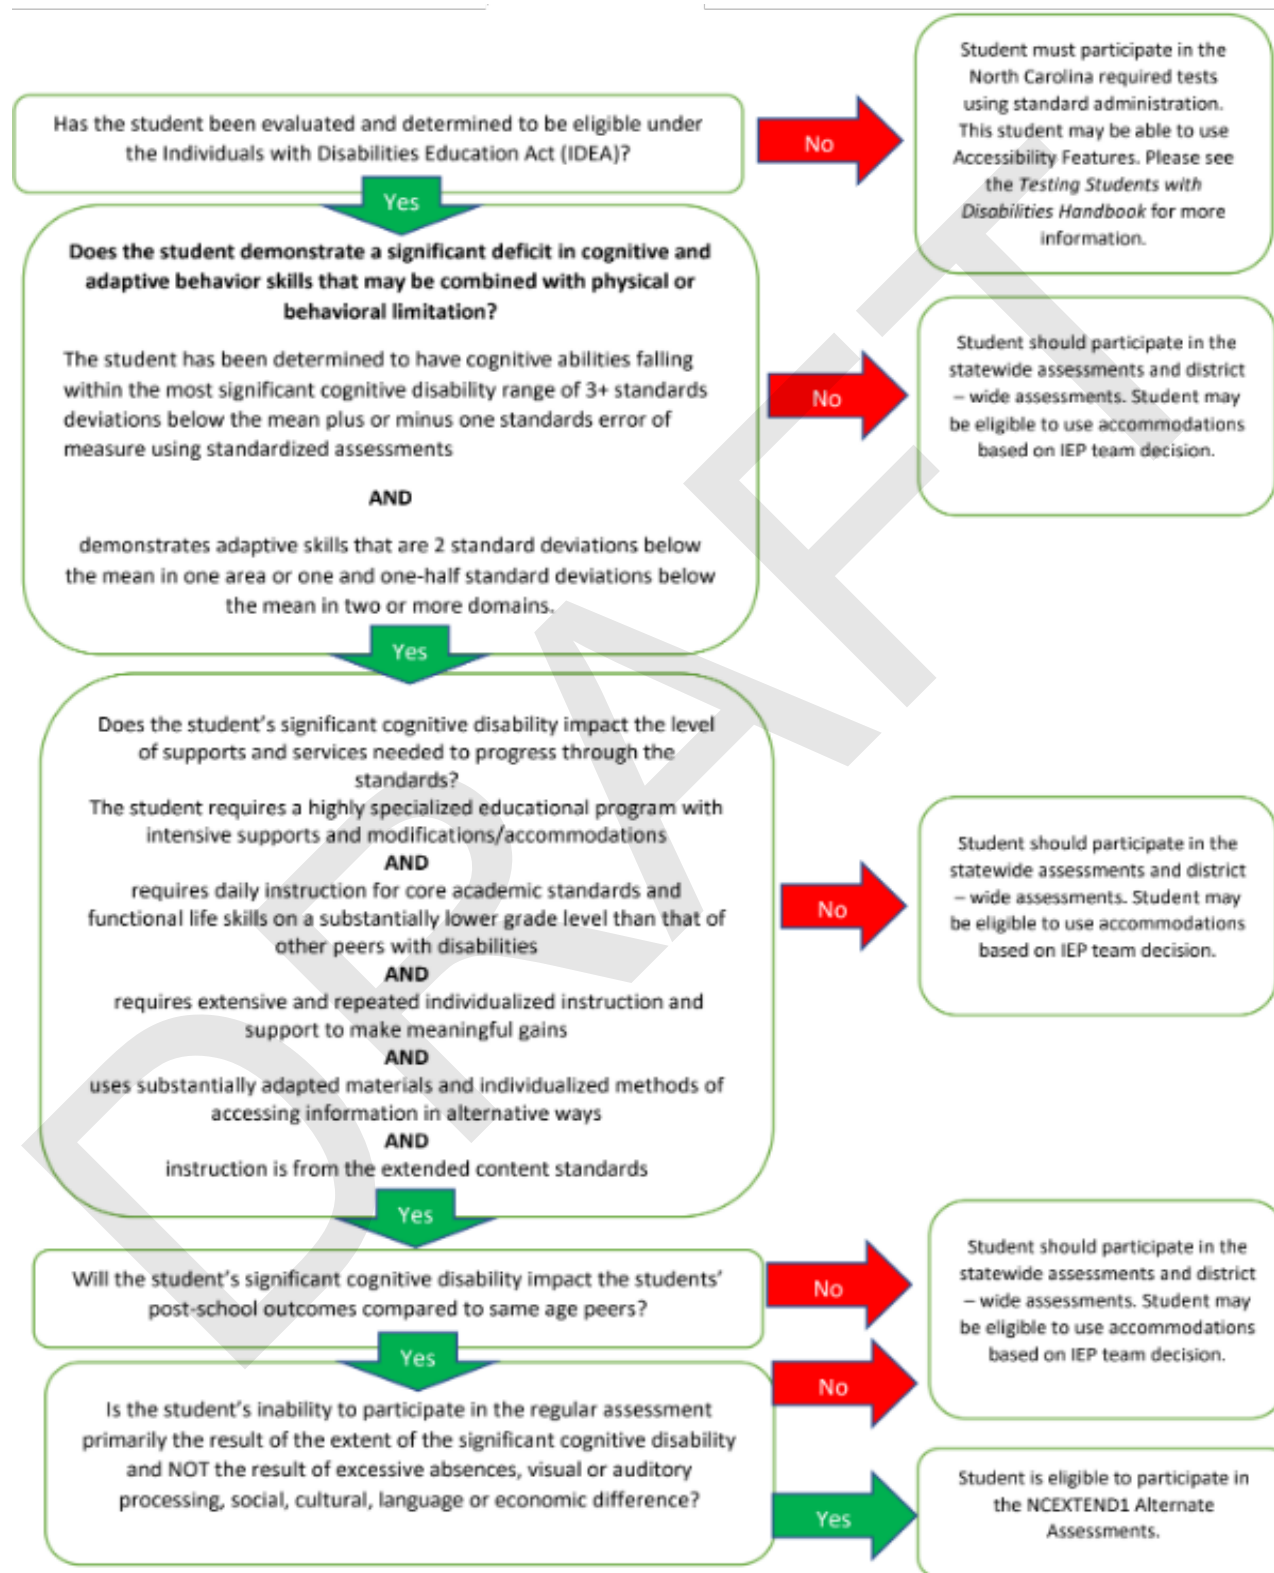 Has the student been evaluated and determined to be eligible under
the Individuals with Disabilities Education Act (IDEA)?
No
Student must participate in the
North Carolina required tests
using standard administration.
This student may be able to use
Accessibility Features. Please see
the Testing Students with
Disabilities Handbook for more
information.
Yes
Does the student demonstrate a significant deficit in cognitive and
adaptive behavior skills that may be combined with physical or
behavioral limitation?
The student has been determined to have cognitive abilities falling
within the most significant cognitive disability range of 3+ standards
deviations below the mean plus or minus one standards error of
measure using standardized assessments
AND
demonstrates adaptive skills that are 2 standard deviations below
the mean in one area or one and one-half standard deviations below
the mean in two or more domains.
No
Student should participate in the
statewide assessments and district
– wide assessments. Student may
be eligible to use accommodations
based on IEP team decision.
Yes
Does the student's significant cognitive disability impact the level
of supports and services needed to progress through the
standards?
The student requires a highly specialized educational program with
intensive supports and modifications/accommodations
AND
requires daily instruction for core academic standards and
functional life skills on a substantially lower grade level than that of
other peers with disabilities
AND
requires extensive and repeated individualized instruction and
support to make meaningful gains
AND
uses substantially adapted materials and individualized methods of
accessing information in alternative ways
AND
instruction is from the extended content standards
No
Student should participate in the
statewide assessments and district
– wide assessments. Student may
be eligible to use accommodations
based on IEP team decision.
Yes
Will the student's significant cognitive disability impact the students'
post-school outcomes compared to same age peers?
No
Student should participate in the
statewide assessments and district
– wide assessments. Student may
be eligible to use accommodations
based on IEP team decision.
Yes
Is the student's inability to participate in the regular assessment
primarily the result of the extent of the significant cognitive disability
and NOT the result of excessive absences, visual or auditory
processing, social, cultural, language or economic difference?
No
Yes
Student is eligible to participate in
the NCEXTEND1 Alternate
Assessments.
DRAFT